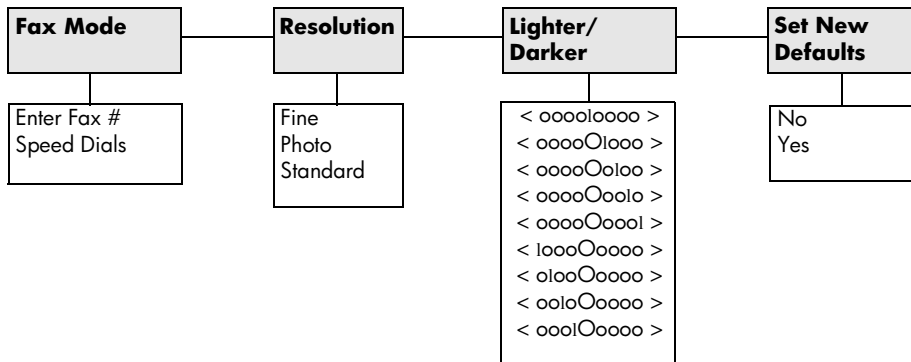 Fax Mode
Enter Fax #
Speed Dials
Resolution
Fine
Photo
Standard
Lighter/
Darker
< ooooloooo >
< ooooOlooo >
< ooooOoloo >
< ooooOoolo >
< ooooOoool >
< loooOoooo >
< olooOoooo >
< ooloOoooo >
< ooolOoooo >
Set New
Defaults
No
Yes